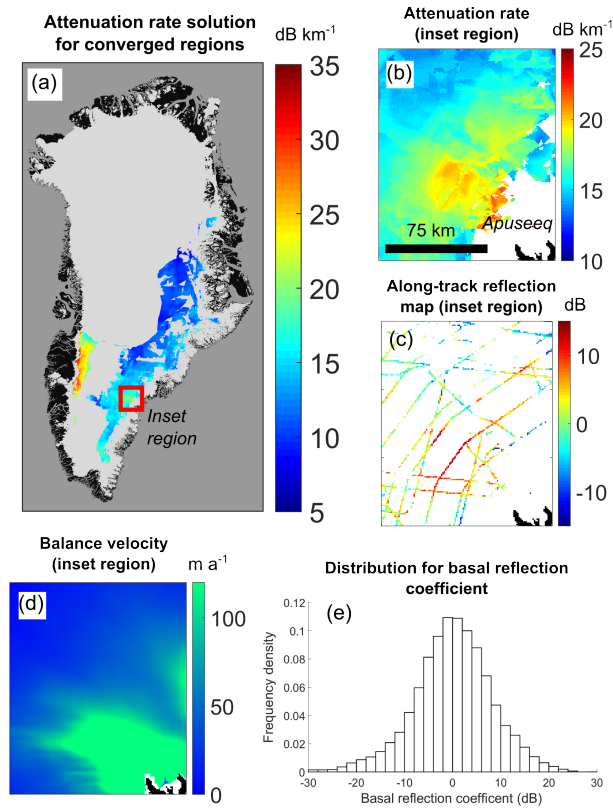 Attenuation rate solution
for converged regions
dB km-1
(a)
35
30
25
20
15
10
5
Inset
region
Attenuation rate
(inset region)
dB km-1
(b)
25
20
15
10
75 km
Apuseeq
Along-track reflection
map (inset region)
dB
(c)
10
0
-10
Balance velocity
(inset region)
m a-1
(d)
100
50
0
Distribution for basal reflection
coefficient
(e)
Frequency density
0.12
0.1
0.08
0.06
0.04
0.02
0
-30
-20
-10
0
10
20
30
Basal reflection coefficent (dB)